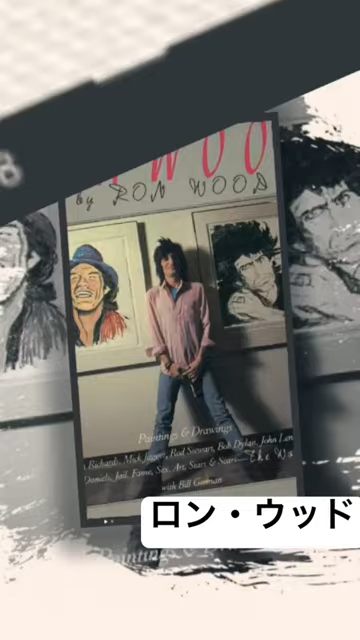 by RON WOOD
Paintings & Drawings
Richards, Mick Jagger, Rod Stewart, Bob Dylan, John Len
Jail, Fame, Sex, Art, Stars & Scars—The Wo
with Bill German
ロン・ウッド